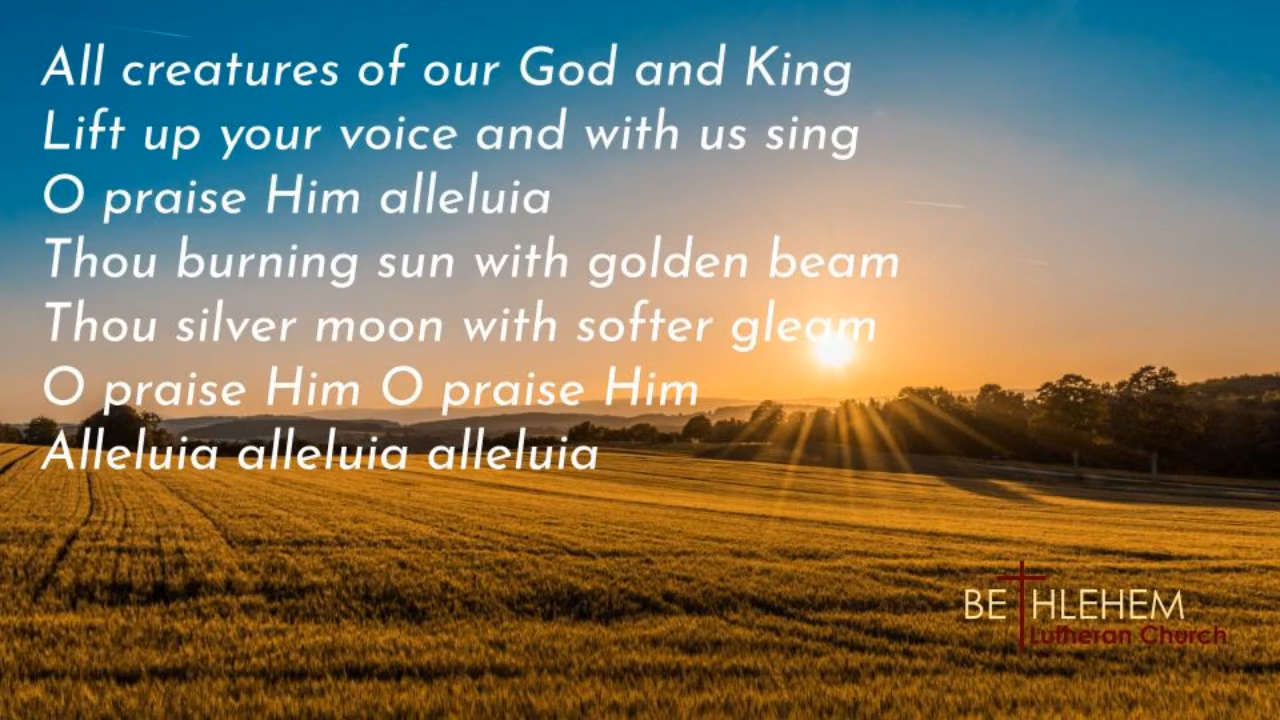 All creatures of our God and King
Lift up your voice and with us sing
O praise Him alleluia
Thou burning sun with golden beam
Thou silver moon with softer gleam
O praise Him O praise Him
Alleluia alleluia alleluia
BETHLEHEM
Lutheran Church